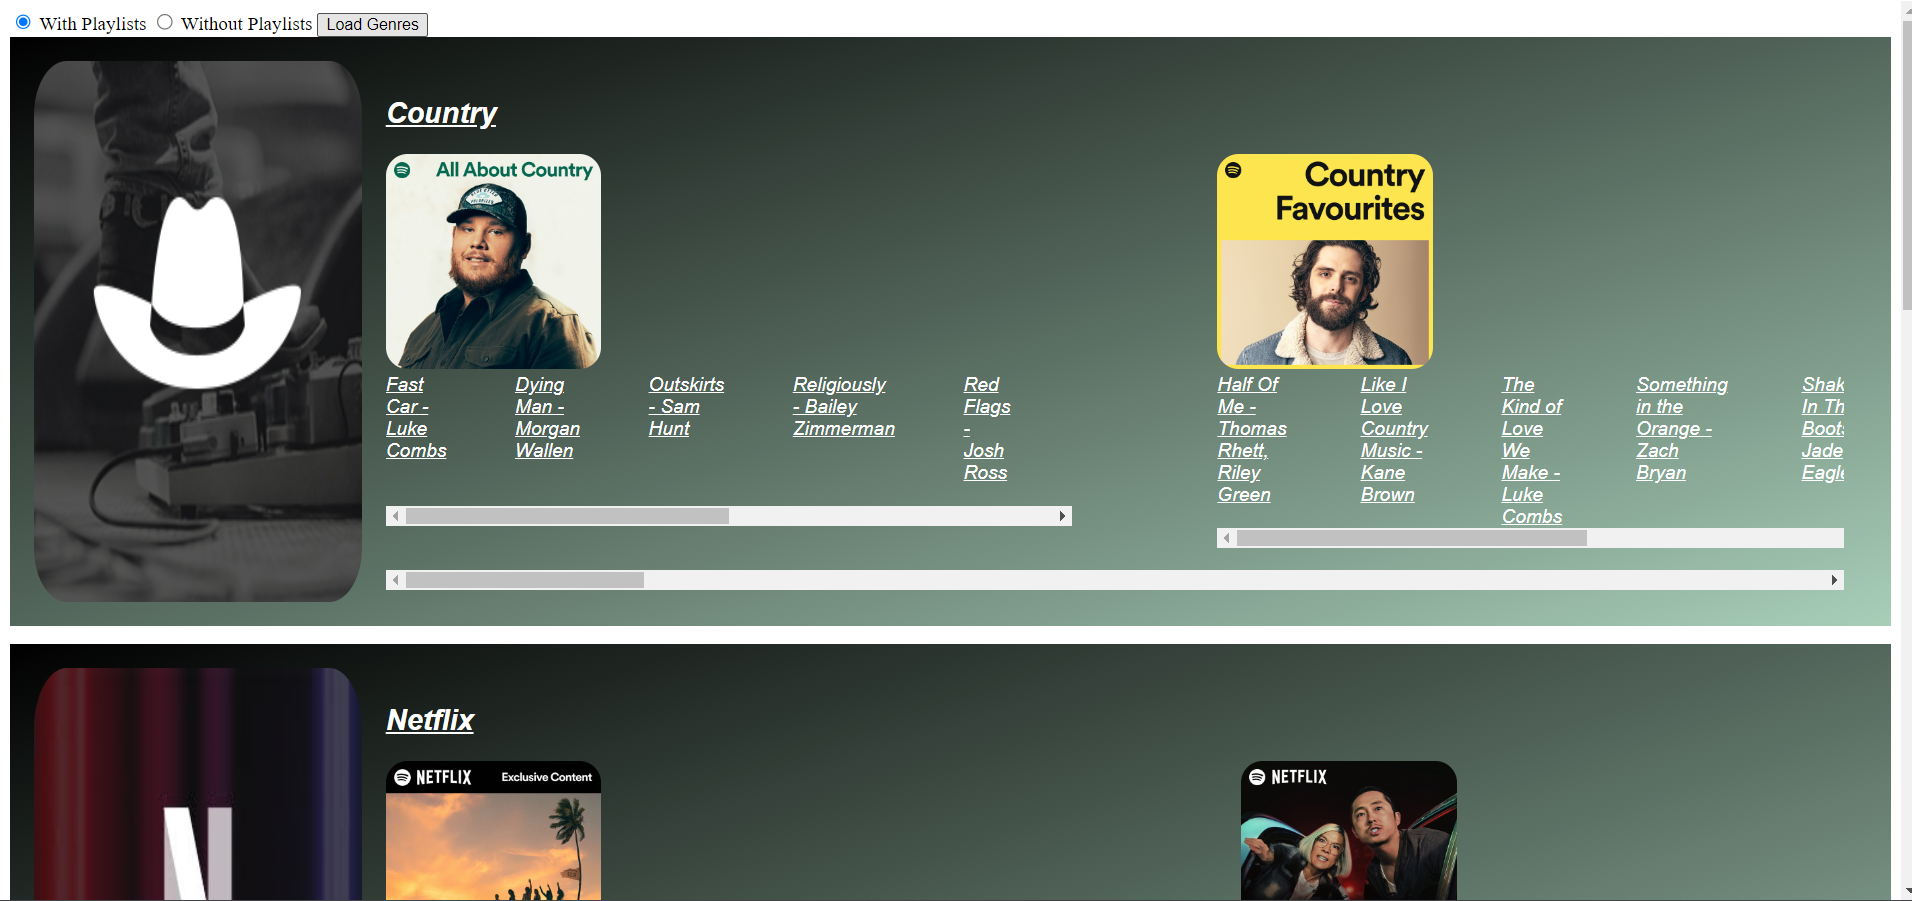 With Playlists Without Playlists Load Genres
Country
All About Country
Country
Favourites
Fast
Car -
Luke
Combs
Dying
Man -
Morgan
Wallen
Outskirts
- Sam
Hunt
Religiously
- Bailey
Zimmerman
Red
Flags
-
Josh
Ross
Half Of
Me -
Thomas
Rhett,
Riley
Green
Like I
Love
Country
Music -
Kane
Brown
The
Kind of
Love
We
Make -
Luke
Combs
Something
in the
Orange -
Zach
Bryan
Shak
In Th
Boots
Jade
Eagle
Netflix
NETFLIX Exclusive Content
NETFLIX
N